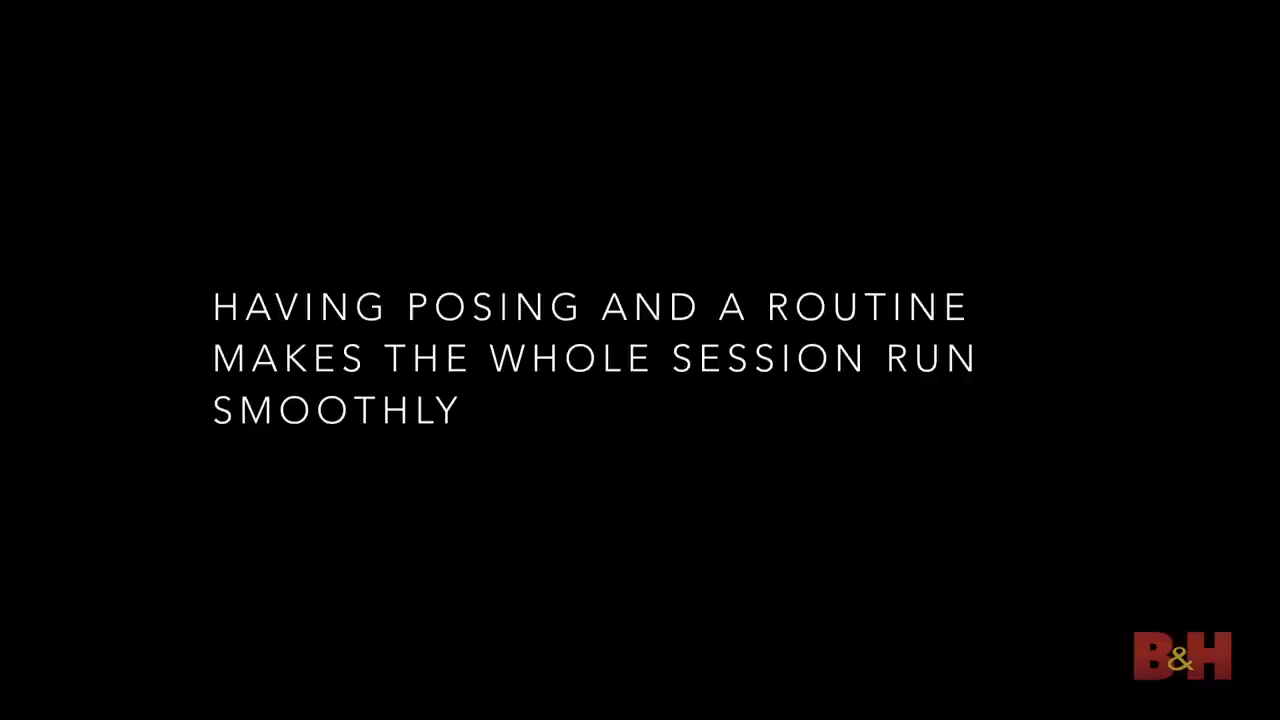 HAVING POSING AND A ROUTINE
MAKES THE WHOLE SESSION RUN
SMOOTHLY
B&H